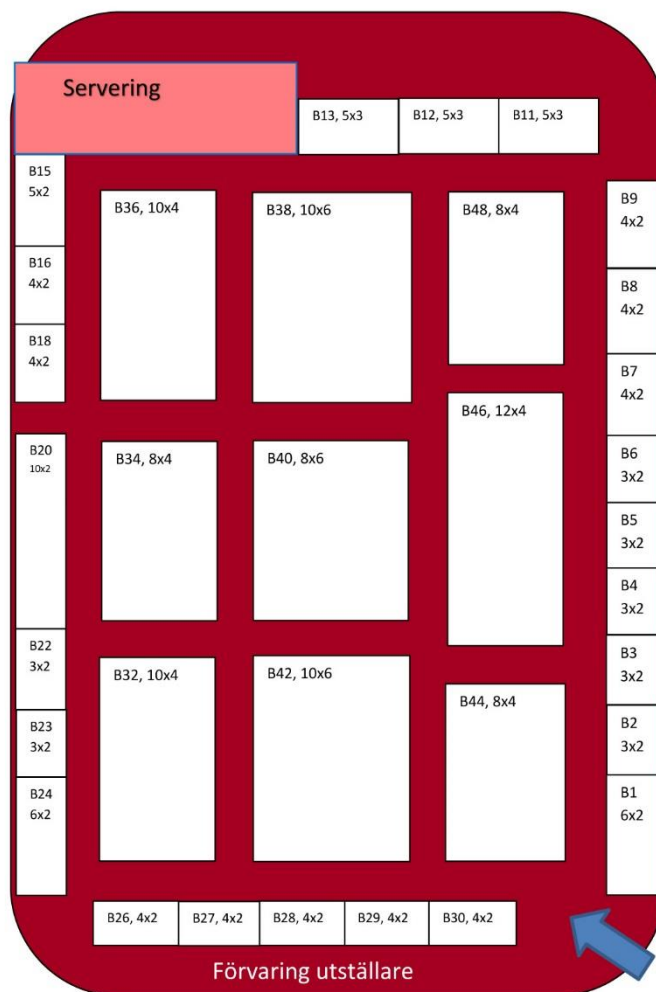 Servering
B13, 5x3
B12, 5x3
B11, 5x3
B15
5x2
B16
4x2
B18
4x2
B20
10x2
B22
3x2
B23
3x2
B24
6x2
B36, 10x4
B38, 10x6
B48, 8x4
B34, 8x4
B40, 8x6
B46, 12x4
B32, 10x4
B42, 10x6
B44, 8x4
B9
4x2
B8
4x2
B7
4x2
B6
3x2
B5
3x2
B4
3x2
B3
3x2
B2
3x2
B1
6x2
B26, 4x2
B27, 4x2
B28, 4x2
B29, 4x2
B30, 4x2
Förvaring utställare